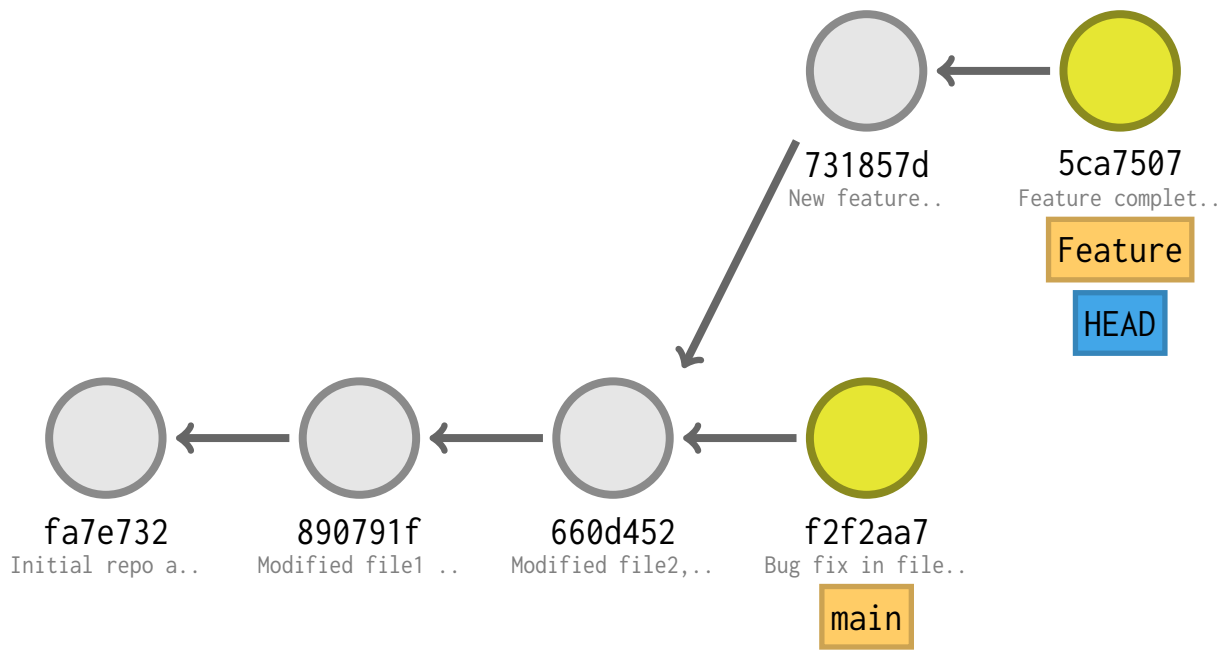 731857d
New feature..
5ca7507
Feature complet..
Feature
HEAD
fa7e732
Initial repo a..
890791f
Modified file1 ..
660d452
Modified file2,..
f2f2aa7
Bug fix in file..
main